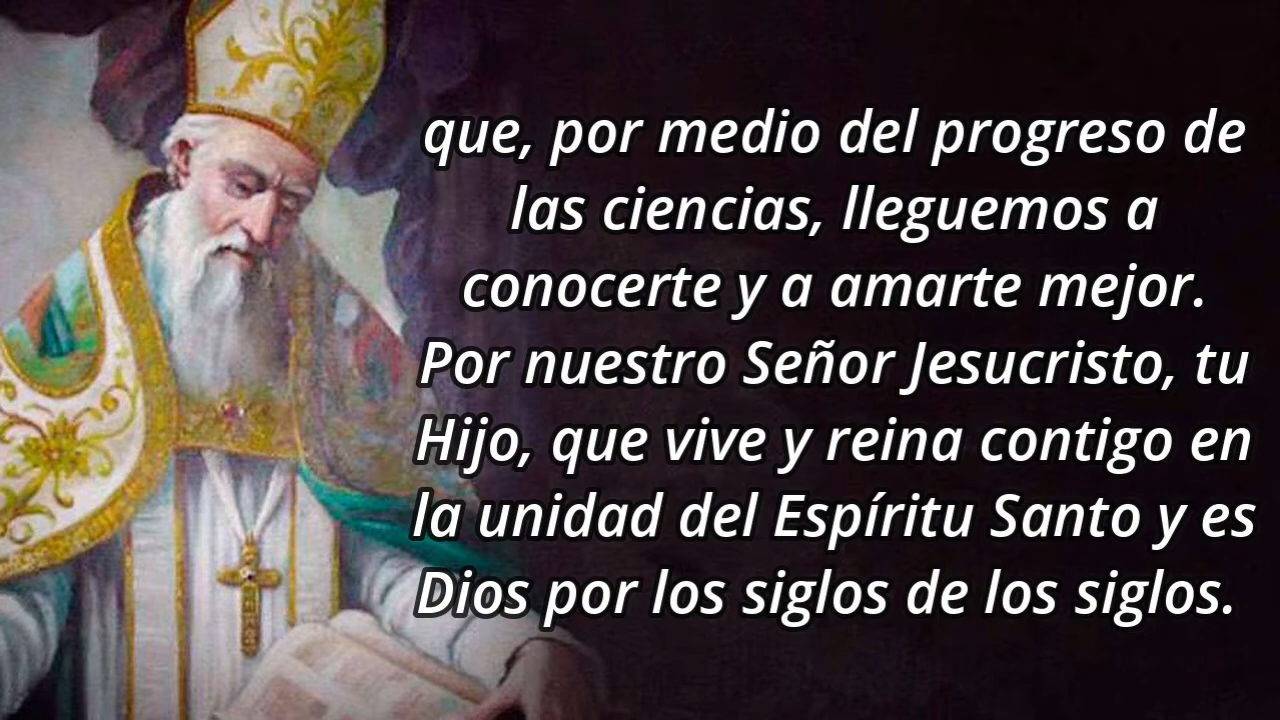 que, por medio del progreso de
las ciencias, lleguemos a
conocerte y a amarte mejor.
Por nuestro Señor Jesucristo, tu
Hijo, que vive y reina contigo en
la unidad del Espíritu Santo y es
Dios por los siglos de los siglos.